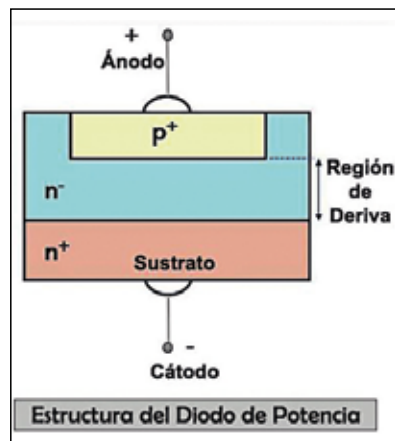 +
Ánodo
p+
n-
Región
de
Deriva
n+
Sustrato
-
Cátodo
Estructura del Diodo de Potencia